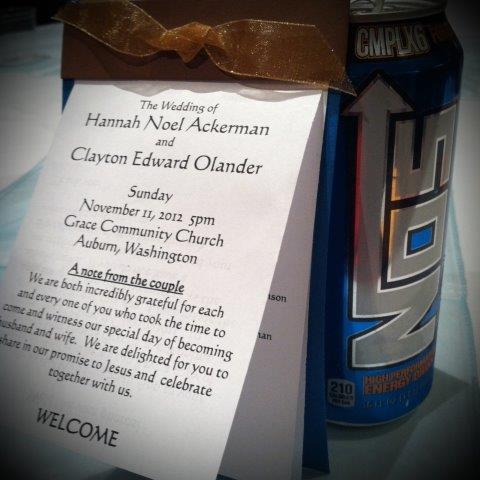 The Wedding of
Hannah Noel Ackerman
and
Clayton Edward Olander
Sunday
November 11, 2012 5pm
Grace Community Church
Auburn, Washington
A note from the couple
We are both incredibly grateful for each
and every one of you who took the time to
come and witness our special day of becoming
husband and wife. We are delighted for you to
share in our promise to Jesus and celebrate
together with us.
WELCOME
CMPLX6
NOS
210
HIGH PERFORMANCE
ENERGY DRINK